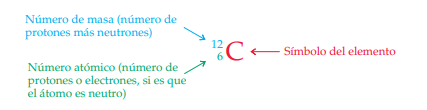 Número de masa (número de
protones más neutrones)
12
6
C
Símbolo del elemento
Número atómico (número de
protones o electrones, si es que
el átomo es neutro)